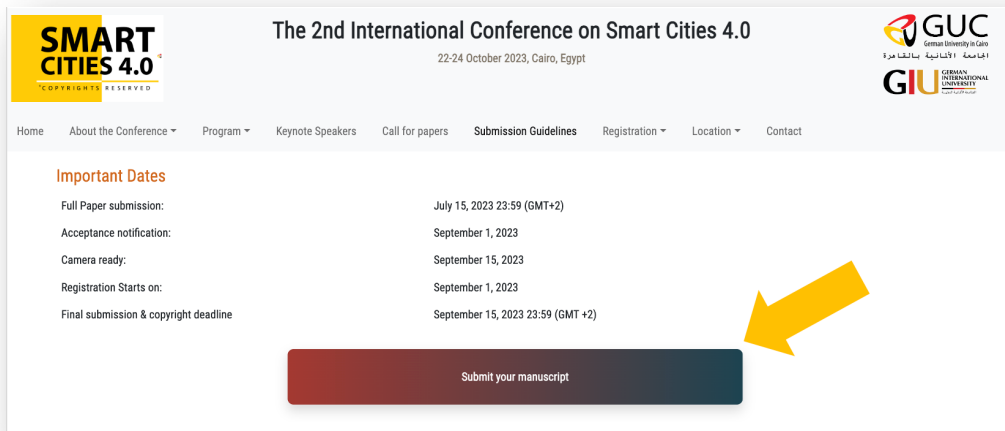 SMART
CITIES 4.0
COPYRIGHTS RESERVED
The 2nd International Conference on Smart Cities 4.0
22-24 October 2023, Cairo, Egypt
GUC
German University in Cairo
الجامعة الألمانية بالقاهرة
GIU GERMAN
INTERNATIONAL
UNIVERSITY
Home About the Conference Program Keynote Speakers Call for papers Submission Guidelines Registration Location Contact
Important Dates
Full Paper submission: July 15, 2023 23:59 (GMT+2)
Acceptance notification: September 1, 2023
Camera ready: September 15, 2023
Registration Starts on: September 1, 2023
Final submission & copyright deadline September 15, 2023 23:59 (GMT +2)
Submit your manuscript